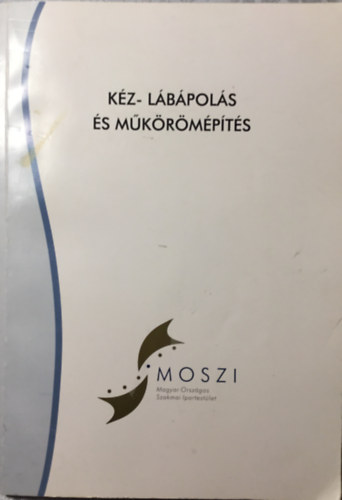 KÉZ- LÁBÁPOLÁS
ÉS MŰKÖRÖMÉPÍTÉS
MOSZI
Magyar Országos
Szakmai Ipartestület